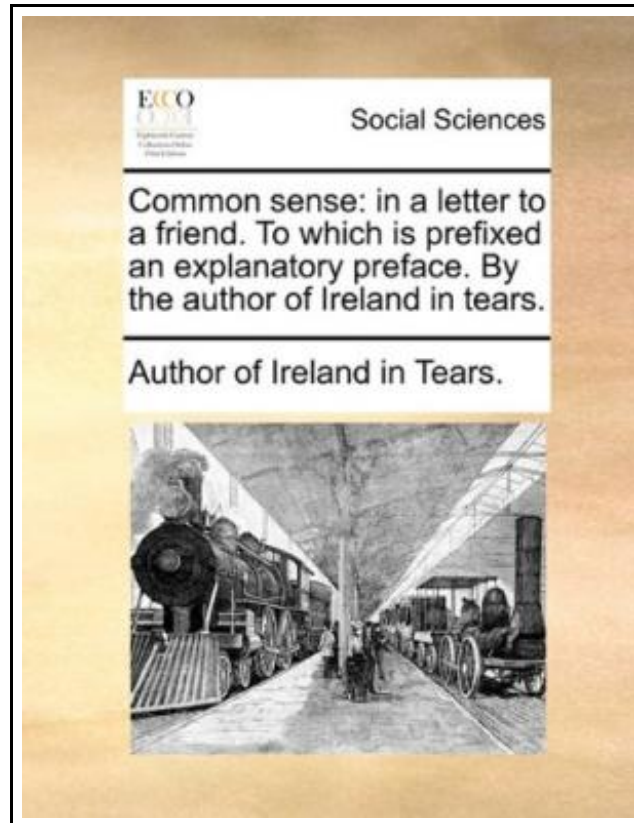 ECCO
Social Sciences
Common sense: in a letter to
a friend. To which is prefixed
an explanatory preface. By
the author of Ireland in tears.
Author of Ireland in Tears.